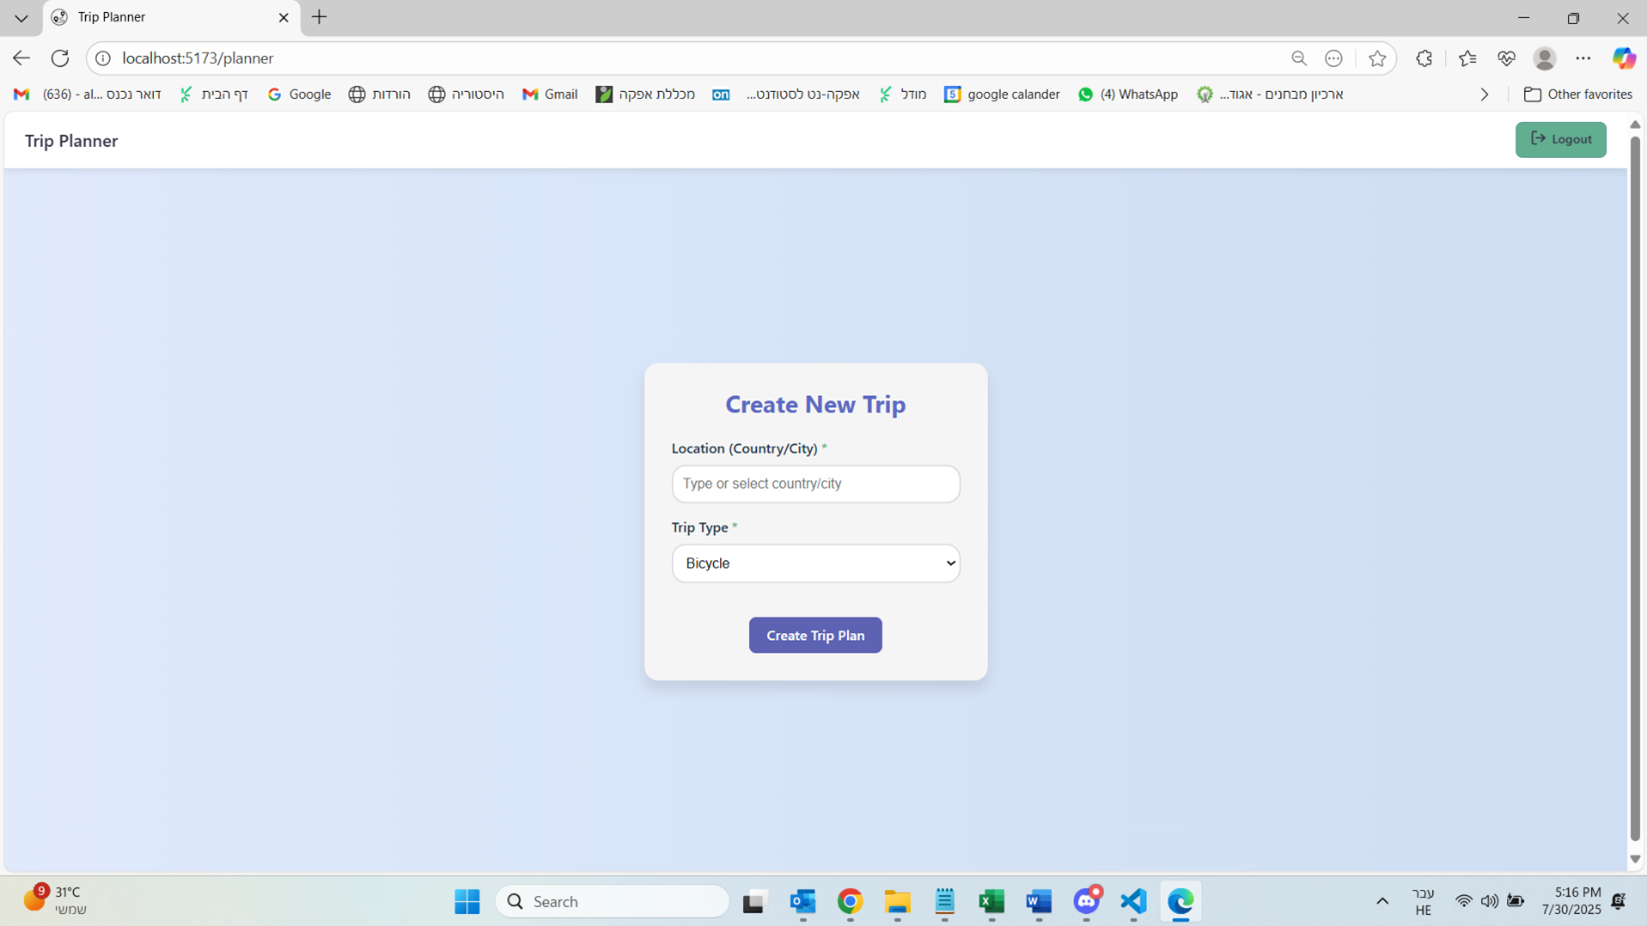 Trip Planner
localhost:5173/planner
דואר נכנס (636) - al...
דף הבית
Google
הורדות
היסטוריה
Gmail
מכללת אפקה
on
אפקה-נט לסטודנט...
מודל
5 google calander
(4) WhatsApp
ארכיון מבחנים - אגוד...
Other favorites
Trip Planner
Logout
Create New Trip
Location (Country/City) *
Type or select country/city
Trip Type *
Bicycle
Create Trip Plan
9
31°C
שמשי
Search
עבר
HE
5:16 PM
7/30/2025